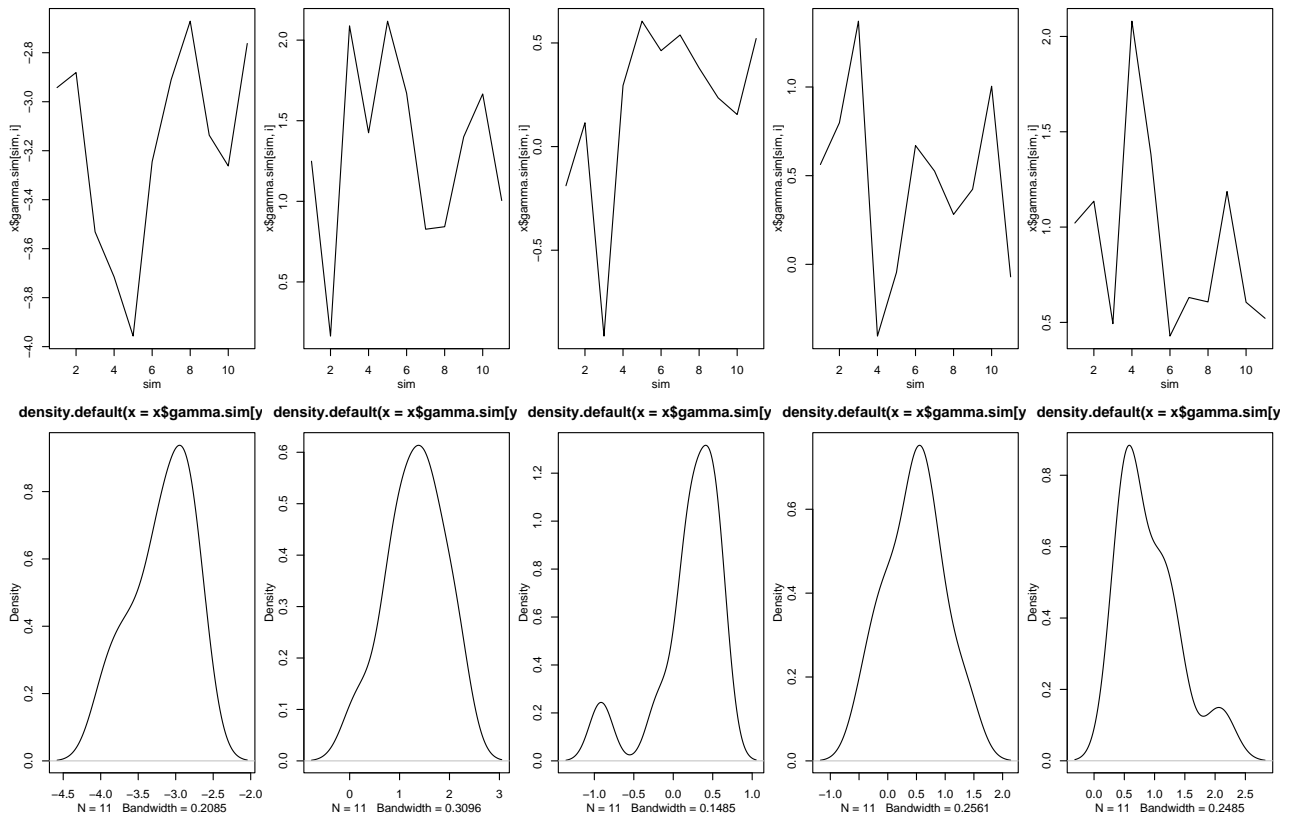 x$gamma.sim[sim, i]
−4.0 −3.8 −3.6 −3.4 −3.2 −3.0 −2.8
2 4 6 8 10
sim
x$gamma.sim[sim, i]
0.5 1.0 1.5 2.0
2 4 6 8 10
sim
x$gamma.sim[sim, i]
−0.5 0.0 0.5
2 4 6 8 10
sim
x$gamma.sim[sim, i]
0.0 0.5 1.0
2 4 6 8 10
sim
x$gamma.sim[sim, i]
0.5 1.0 1.5 2.0
2 4 6 8 10
sim
density.default(x = x$gamma.sim[y
Density
0.0 0.2 0.4 0.6 0.8
−4.5 −4.0 −3.5 −3.0 −2.5 −2.0
N = 11 Bandwidth = 0.2085
density.default(x = x$gamma.sim[y
Density
0.0 0.1 0.2 0.3 0.4 0.5 0.6
0 1 2 3
N = 11 Bandwidth = 0.3096
density.default(x = x$gamma.sim[y
Density
0.0 0.2 0.4 0.6 0.8 1.0 1.2
−1.0 −0.5 0.0 0.5 1.0
N = 11 Bandwidth = 0.1485
density.default(x = x$gamma.sim[y
Density
0.0 0.2 0.4 0.6
−1.0 0.0 0.5 1.0 1.5 2.0
N = 11 Bandwidth = 0.2561
density.default(x = x$gamma.sim[y
Density
0.0 0.2 0.4 0.6 0.8
0.0 0.5 1.0 1.5 2.0 2.5
N = 11 Bandwidth = 0.2485